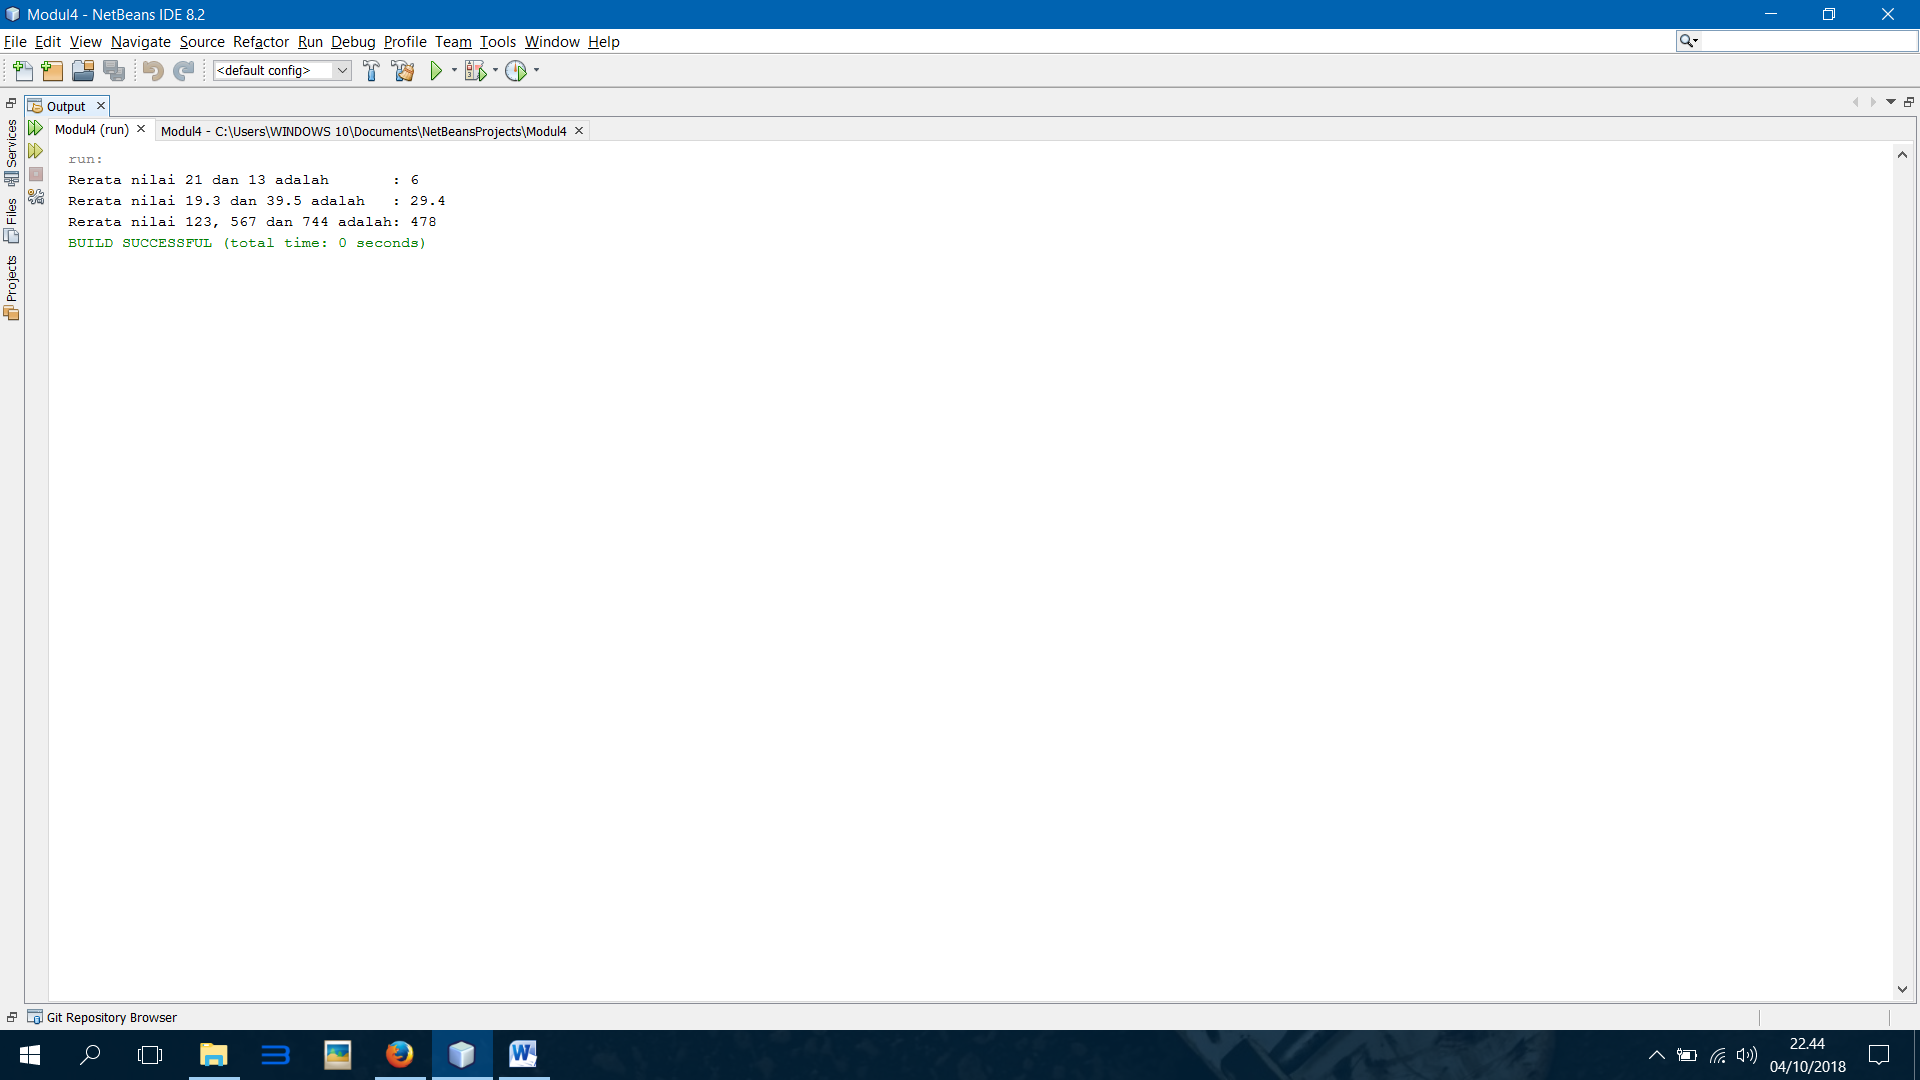 Modul4 - NetBeans IDE 8.2
File Edit View Navigate Source Refactor Run Debug Profile Team Tools Window Help
<default config>
Output
Modul4 (run)
Modul4 - C:\Users\WINDOWS 10\Documents\NetBeansProjects\Modul4
Services
Files
Projects
run:
Rerata nilai 21 dan 13 adalah       : 6
Rerata nilai 19.3 dan 39.5 adalah   : 29.4
Rerata nilai 123, 567 dan 744 adalah: 478
BUILD SUCCESSFUL (total time: 0 seconds)
Git Repository Browser
22.44
04/10/2018